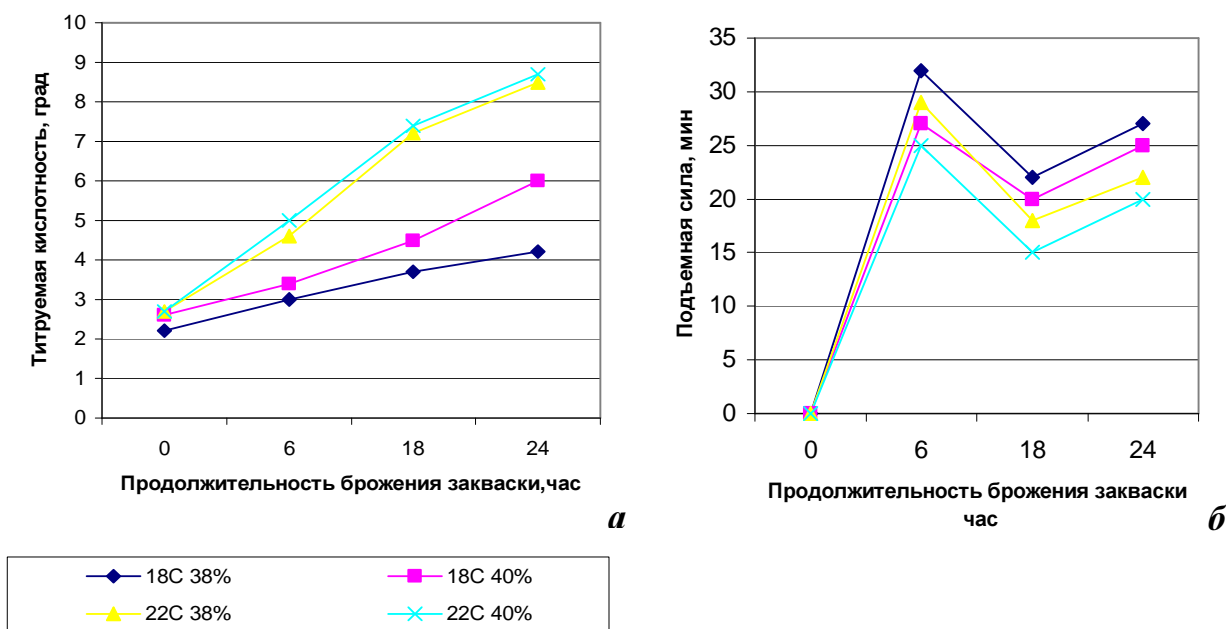 10
9
8
7
6
5
4
3
2
1
0
Титруемая кислотность, град
0 6 18 24
Продолжительность брожения закваски,час
а
35
30
25
20
15
10
5
0
Подъемная сила, мин
0 6 18 24
Продолжительность брожения закваски
час
б
18С 38% 18С 40%
22С 38% 22С 40%